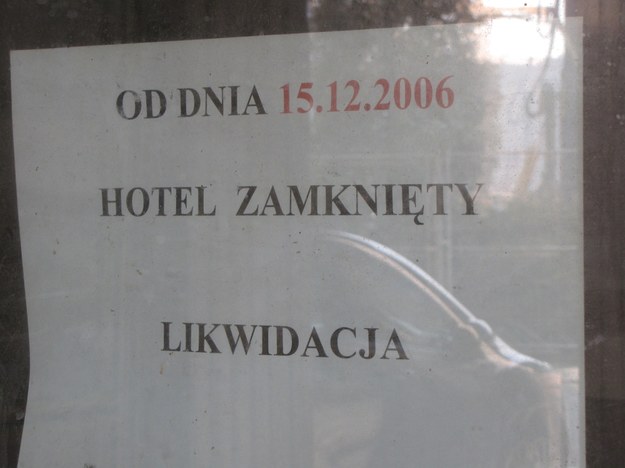 OD DNIA 15.12.2006
HOTEL ZAMKNIĘTY
LIKWIDACJA